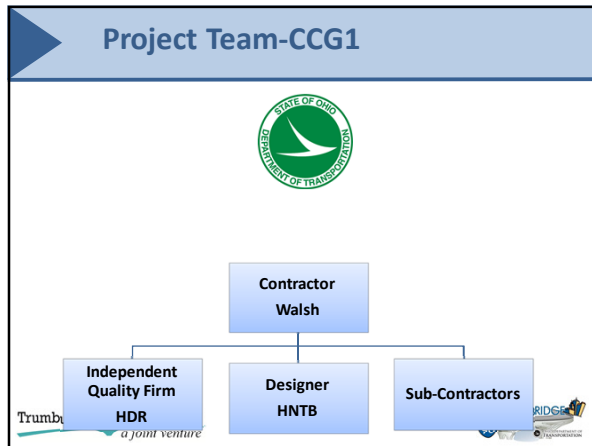 Project Team-CCG1
STATE OF OHIO
DEPARTMENT OF TRANSPORTATION
Contractor
Walsh
Independent
Quality Firm
HDR
Designer
HNTB
Sub-Contractors
a joint venture
TRANSPORTATION